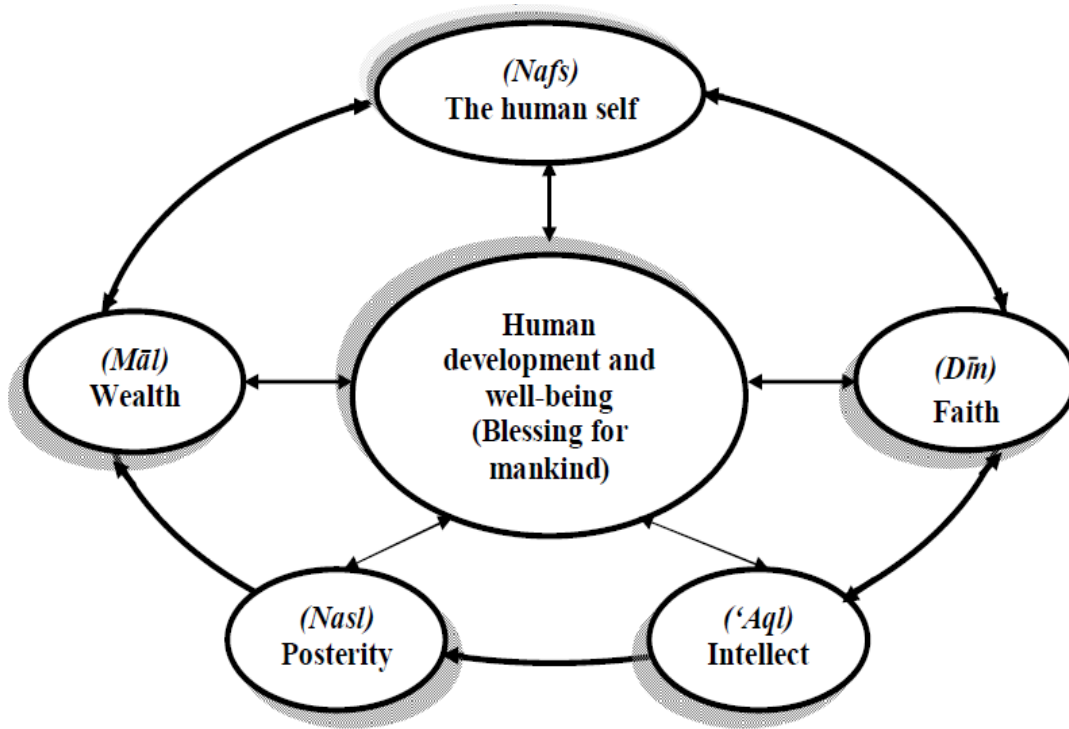 (Nafs)
The human self
Human
development and
well-being
(Blessing for
mankind)
(Māl)
Wealth
(Dīn)
Faith
(Nasl)
Posterity
(‘Aql)
Intellect